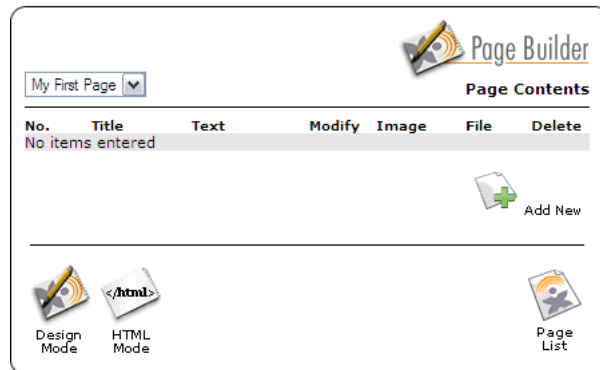 Page Builder
My First Page
Page Contents
No. Title Text Modify Image File Delete
No items entered
Add New
</html>
Design Mode
HTML Mode
Page List